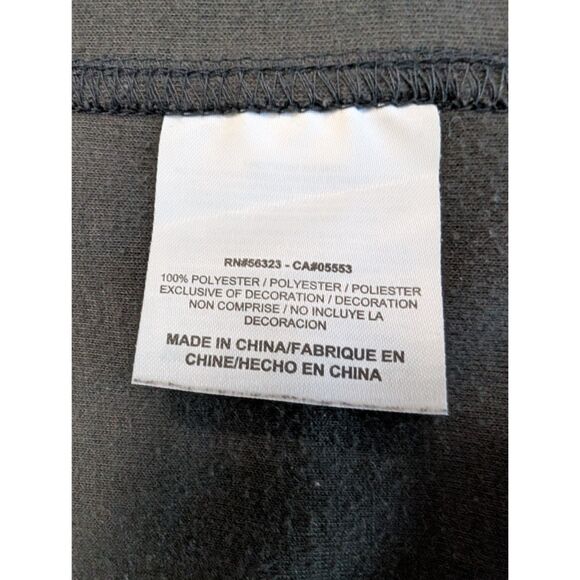 RN#56323 - CA#05553
100% POLYESTER / POLYESTER / POLIESTER
EXCLUSIVE OF DECORATION / DECORATION
NON COMPRISE / NO INCLUYE LA
DECORACION
MADE IN CHINA/FABRIQUE EN
CHINE/HECHO EN CHINA